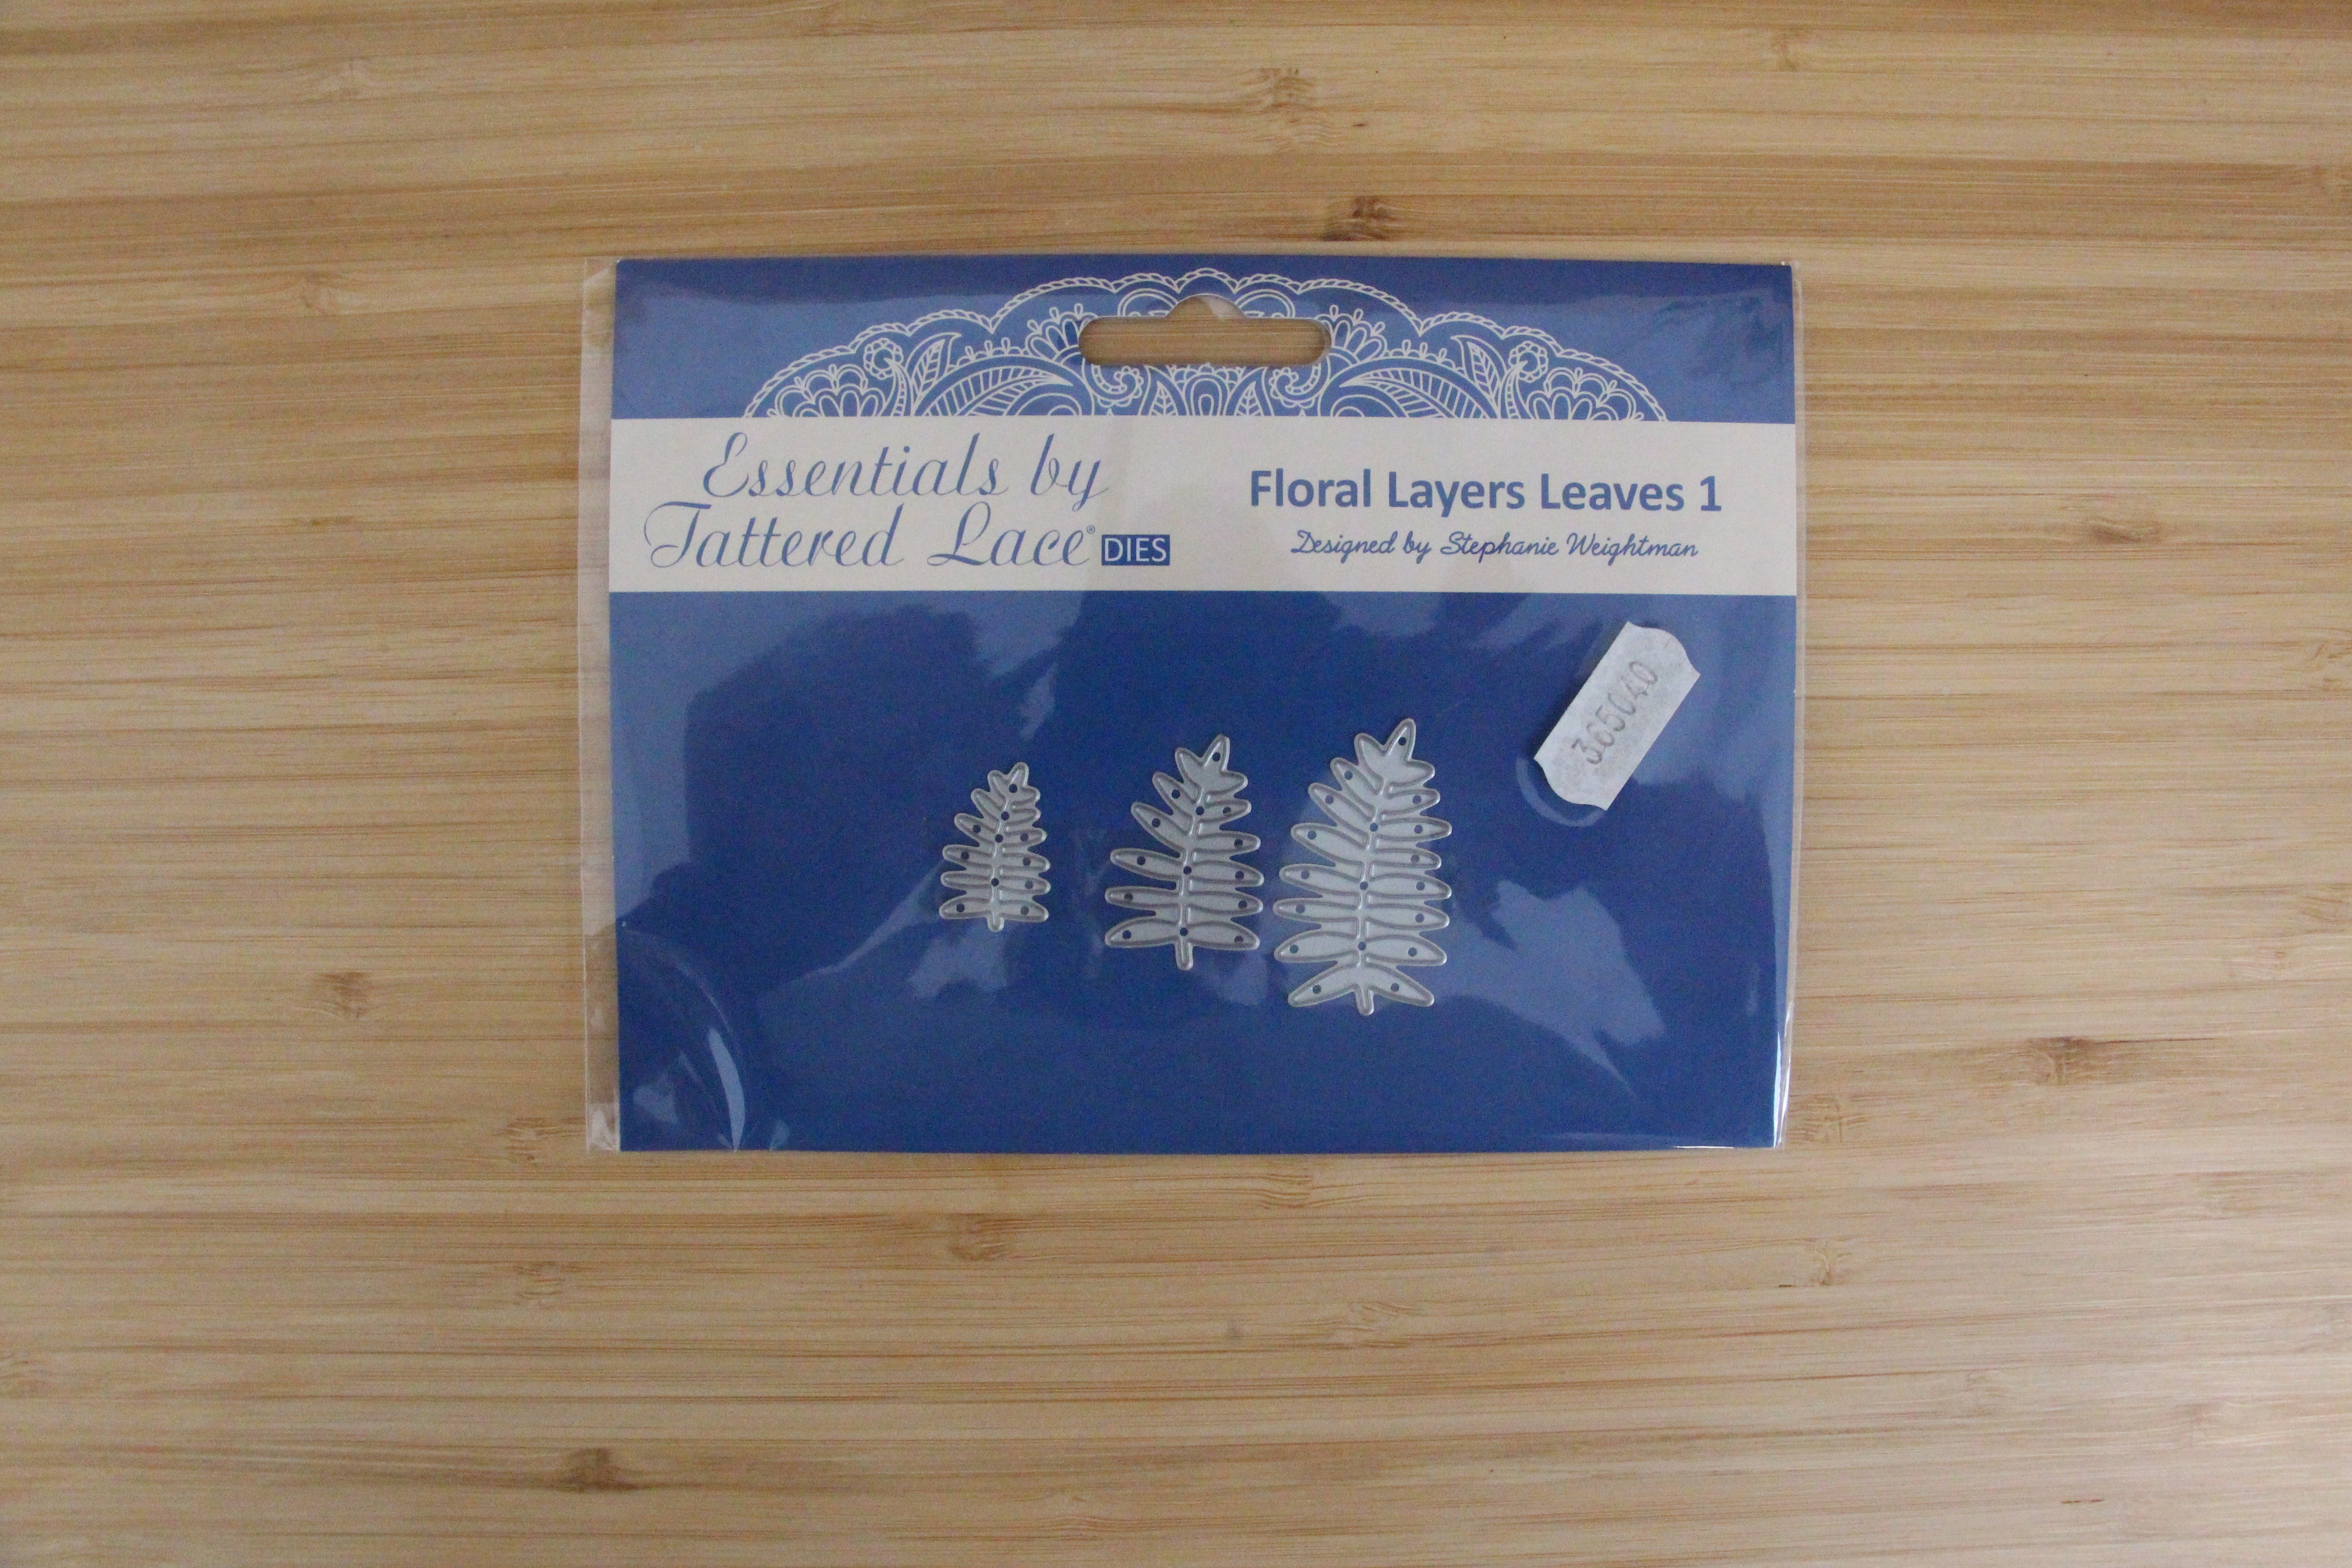 Essentials by
Tattered Lace® DIES
Floral Layers Leaves 1
Designed by Stephanie Weightman
365040